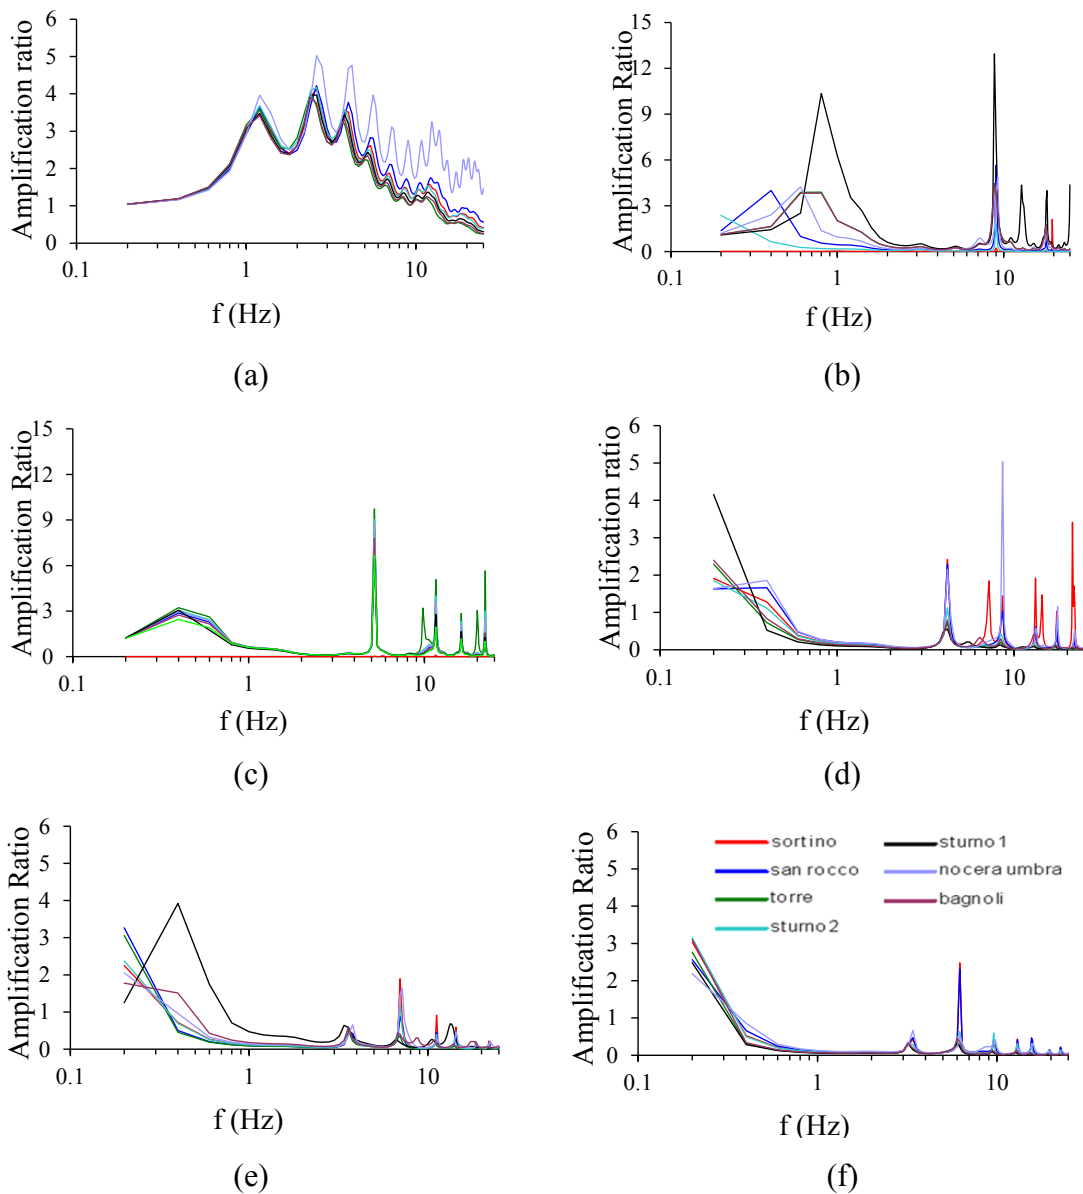 Amplification ratio
6
5
4
3
2
1
0
0.1 1 10
f (Hz)
(a)
Amplification Ratio
15
12
9
6
3
0
0.1 1 10
f (Hz)
(b)
Amplification Ratio
15
12
9
6
3
0
0.1 1 10
f (Hz)
(c)
Amplification ratio
6
5
4
3
2
1
0
0.1 1 10
f (Hz)
(d)
Amplification Ratio
6
5
4
3
2
1
0
0.1 1 10
f (Hz)
(e)
Amplification Ratio
6
5
4
3
2
1
0
sortino sturno1
san rocco nocera umbra
torre bagnoli
sturno2
0.1 1 10
f (Hz)
(f)